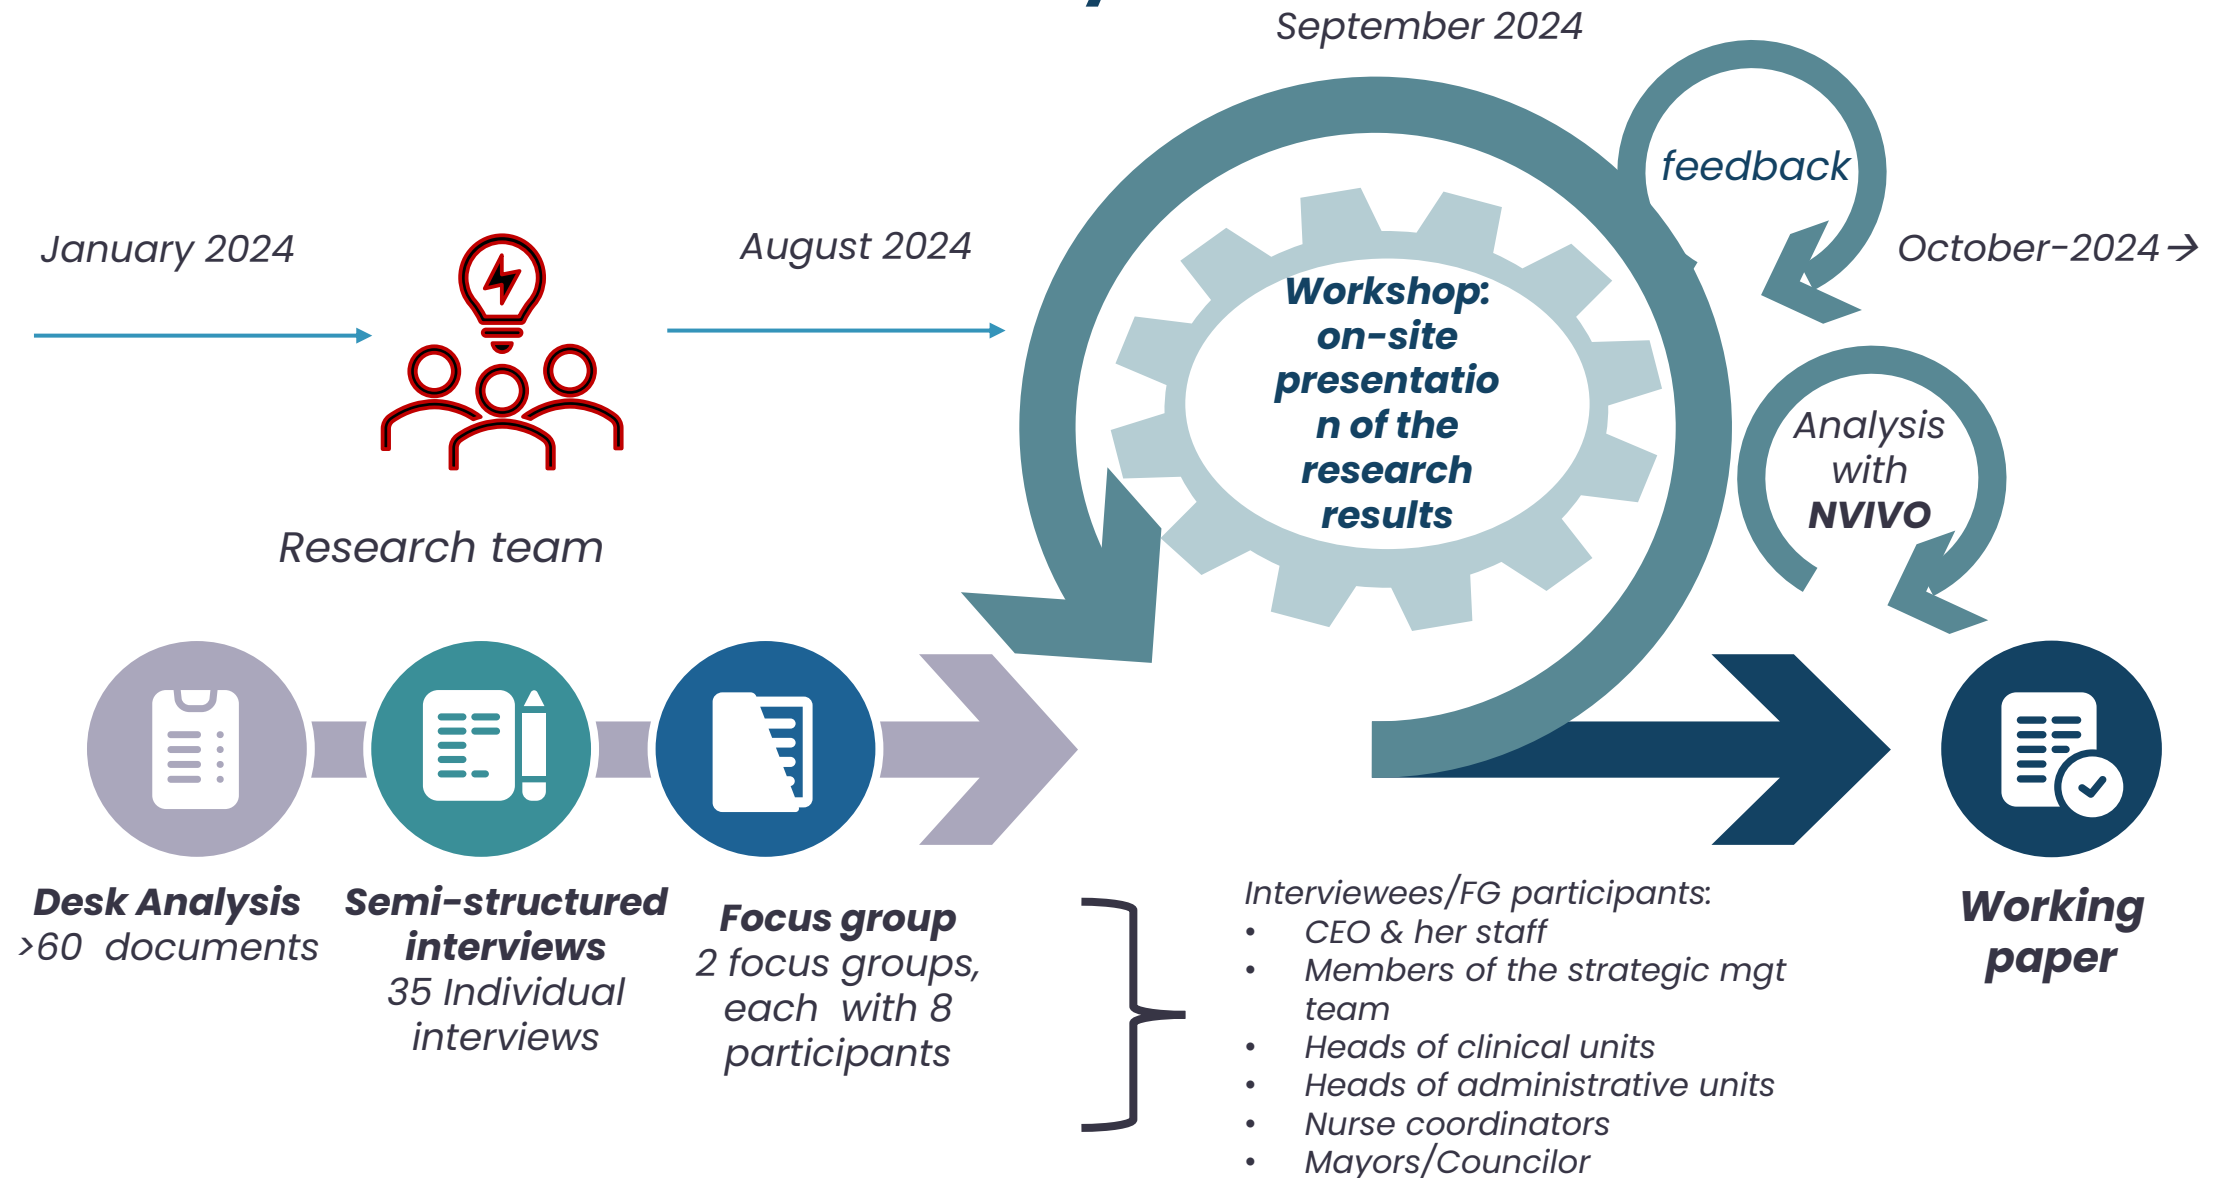 September 2024
feedback
January 2024
August 2024
October-2024→
Workshop:
on-site
presentatio
n of the
research
results
Analysis
with
NVIVO
Research team
Desk Analysis
>60 documents
Semi-structured
interviews
35 Individual
interviews
Focus group
2 focus groups,
each with 8
participants
Interviewees/FG participants:
• CEO & her staff
• Members of the strategic mgt
team
• Heads of clinical units
• Heads of administrative units
• Nurse coordinators
• Mayors/Councilor
Working
paper